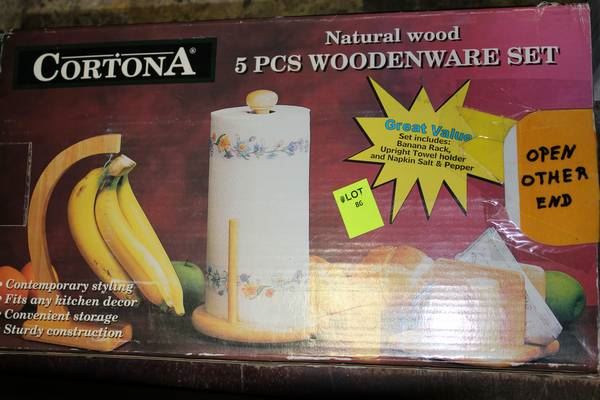 CORTONA®
Natural wood
5 PCS WOODENWARE SET
Great Value
Set includes:
Banana Rack,
Upright Towel holder
and Napkin Salt & Pepper
LOT
86
OPEN
OTHER
END
• Contemporary styling
• Fits any kitchen decor
• Convenient storage
• Sturdy construction